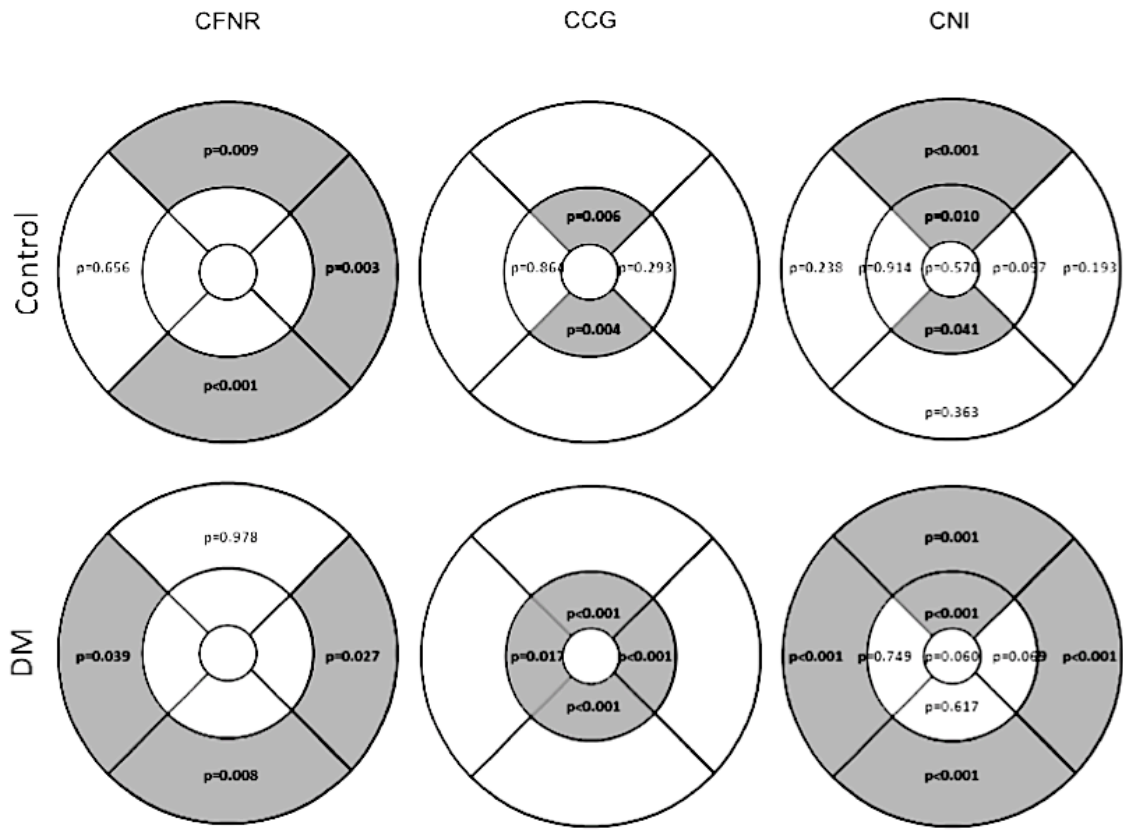 CFNR CCG CNI
Control
p=0.009 p<0.001
p=0.006 p=0.010
p=0.656 p=0.003 p=0.864 p=0.293 p=0.238 p=0.914 p=0.570 p=0.097 p=0.193
p=0.004 p=0.041
p<0.001
p=0.363
DM
p=0.978 p=0.001
p<0.001 p<0.001
p=0.039 p=0.027 p=0.017 p<0.001 p<0.001 p=0.749 p=0.060 p<0.001
p<0.001 p=0.617
p=0.008 p<0.001